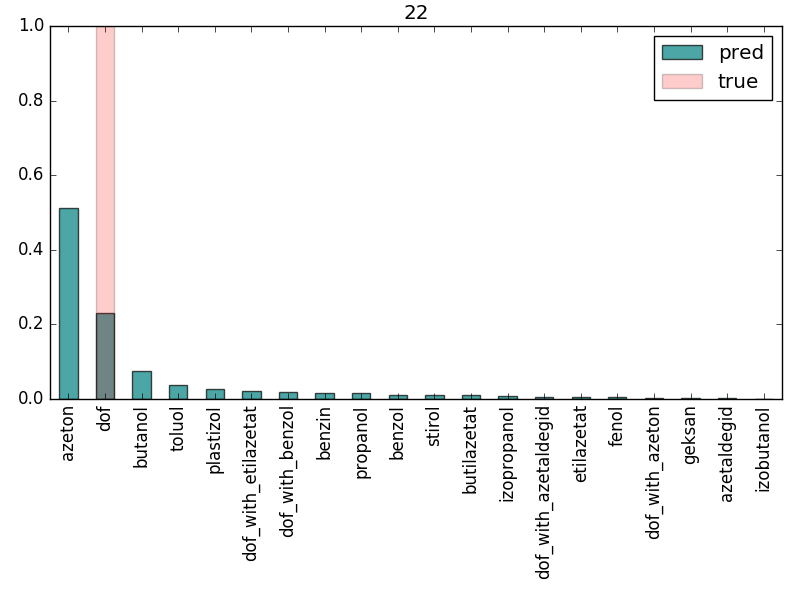 22
1.0
0.8
0.6
0.4
0.2
0.0
pred
true
azeton
dof
butanol
toluol
plastizol
dof_with_etilazetat
dof_with_benzol
benzin
propanol
benzol
stirol
butilazetat
izopropanol
dof_with_azetaldegid
etilazetat
fenol
dof_with_azeton
geksan
azetaldegid
izobutanol